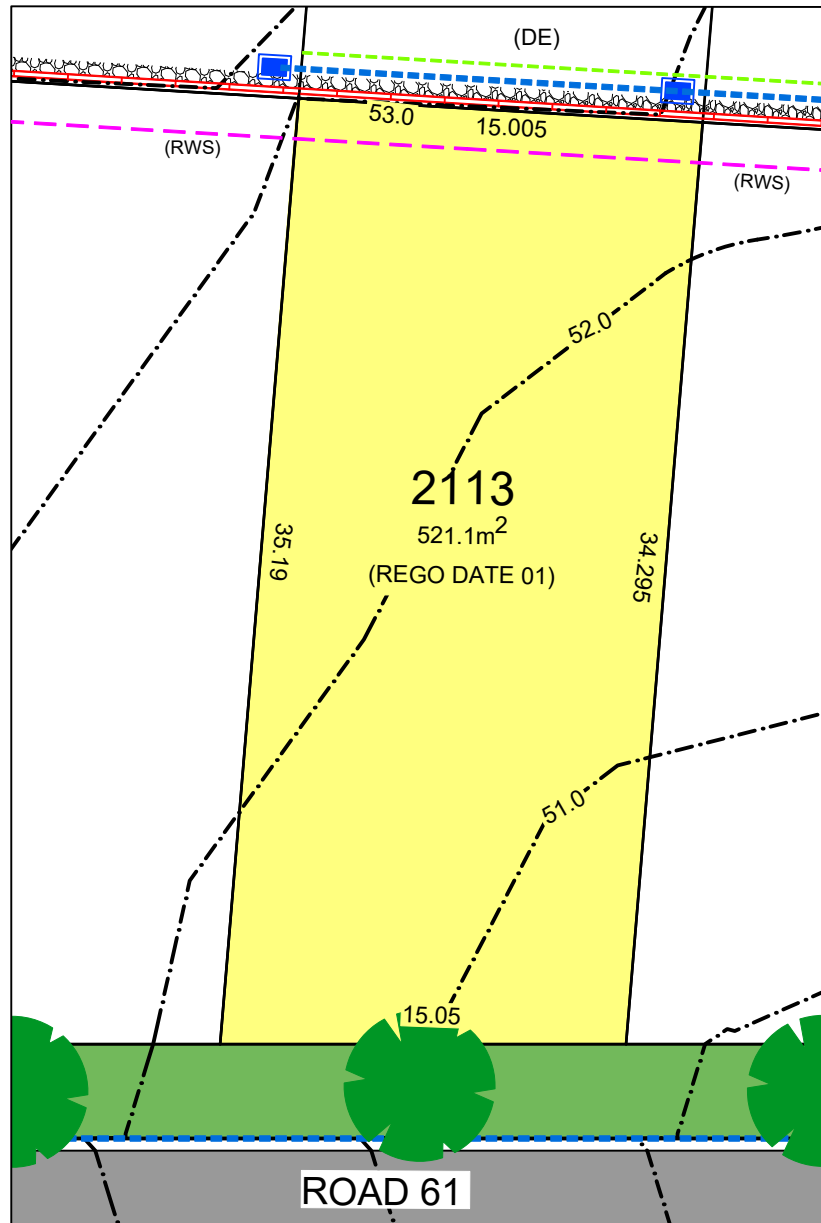 (DE)
53.0
15.005
(RWS)
(RWS)
52.0
2113
521.1m²
(REGO DATE 01)
35.19
34.295
51.0
15.05
ROAD 61